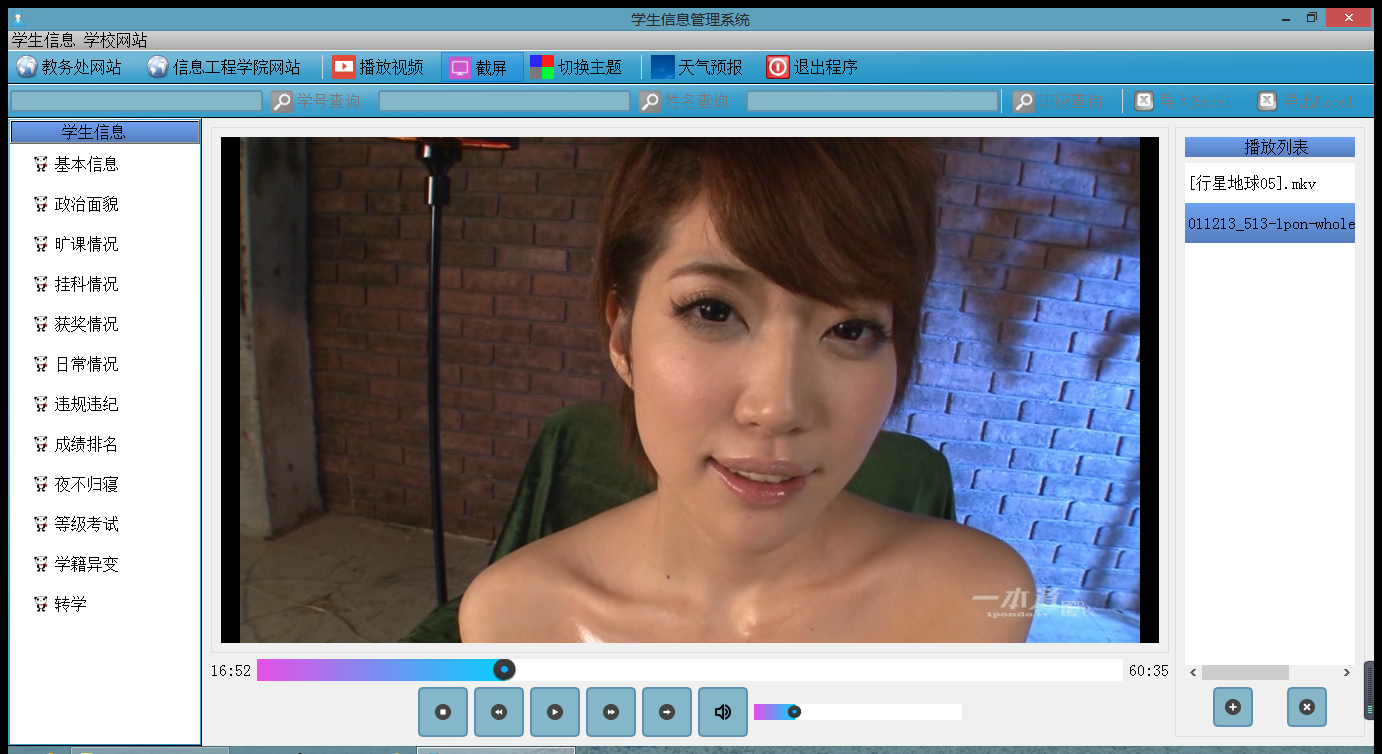 学生信息管理系统
学生信息 学校网站
教务处网站 信息工程学院网站 播放视频 截屏 切换主题 天气预报 退出程序
学号查询 姓名查询 班级查询 导入Excel 导出Excel
学生信息
基本信息
政治面貌
旷课情况
挂科情况
获奖情况
日常情况
违规违纪
成绩排名
夜不归寝
等级考试
学籍异变
转学
一本道
1pondo.tv
16:52
60:35
播放列表
[行星地球05].mkv
011213_513-1pon-whole